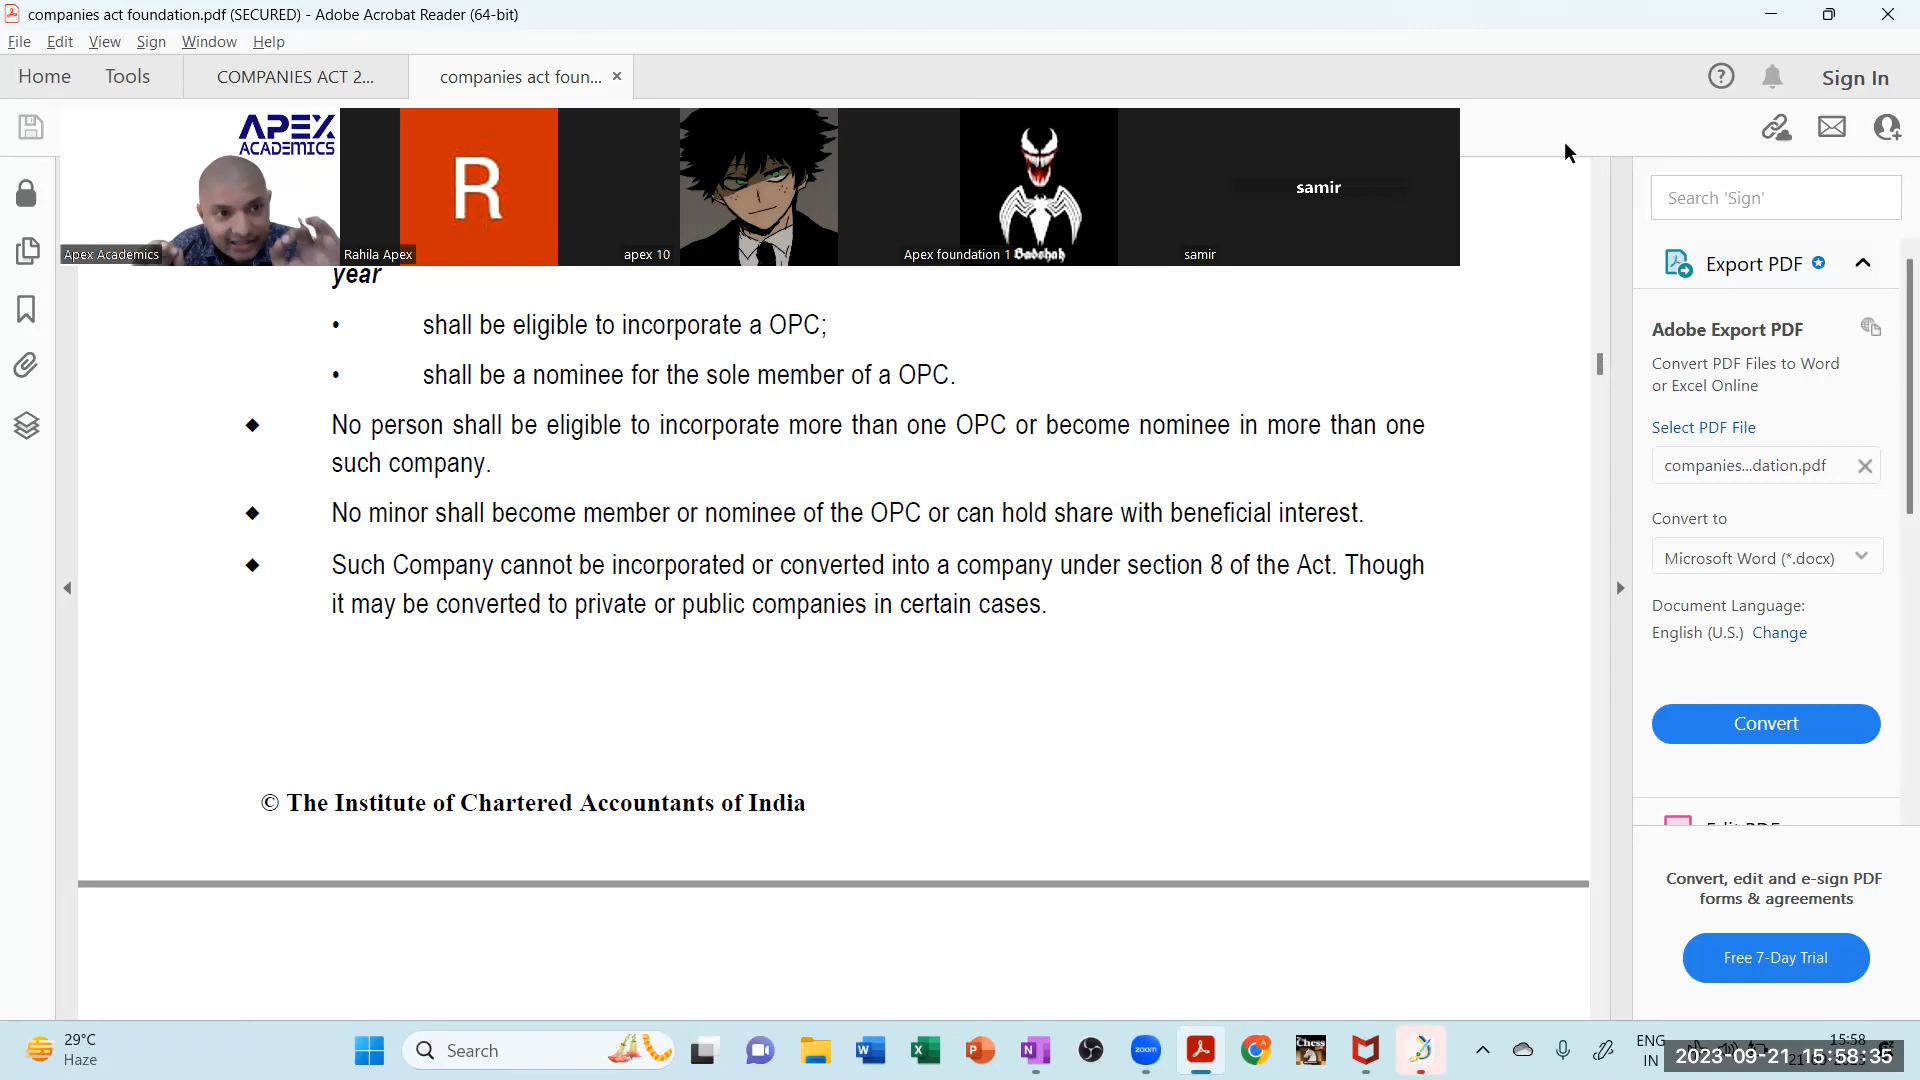 companies act foundation.pdf (SECURED) - Adobe Acrobat Reader (64-bit)
File Edit View Sign Window Help
Home Tools COMPANIES ACT 2... companies act foun... × Sign In
APEX
ACADEMICS
R
samir
Apex Academics Rahila Apex apex 10 Apex foundation 1 Badshah samir
year
• shall be eligible to incorporate a OPC;
• shall be a nominee for the sole member of a OPC.
◆ No person shall be eligible to incorporate more than one OPC or become nominee in more than one
such company.
◆ No minor shall become member or nominee of the OPC or can hold share with beneficial interest.
◆ Such Company cannot be incorporated or converted into a company under section 8 of the Act. Though
it may be converted to private or public companies in certain cases.
© The Institute of Chartered Accountants of India
Search 'Sign'
Export PDF
Adobe Export PDF
Convert PDF Files to Word
or Excel Online
Select PDF File
companies...dation.pdf
Convert to
Microsoft Word (*.docx)
Document Language:
English (U.S.) Change
Convert
Convert, edit and e-sign PDF
forms & agreements
Free 7-Day Trial
29°C
Haze
Search
zoom
Chess
ENG
IN
15:58
2023-09-21 15:58:35